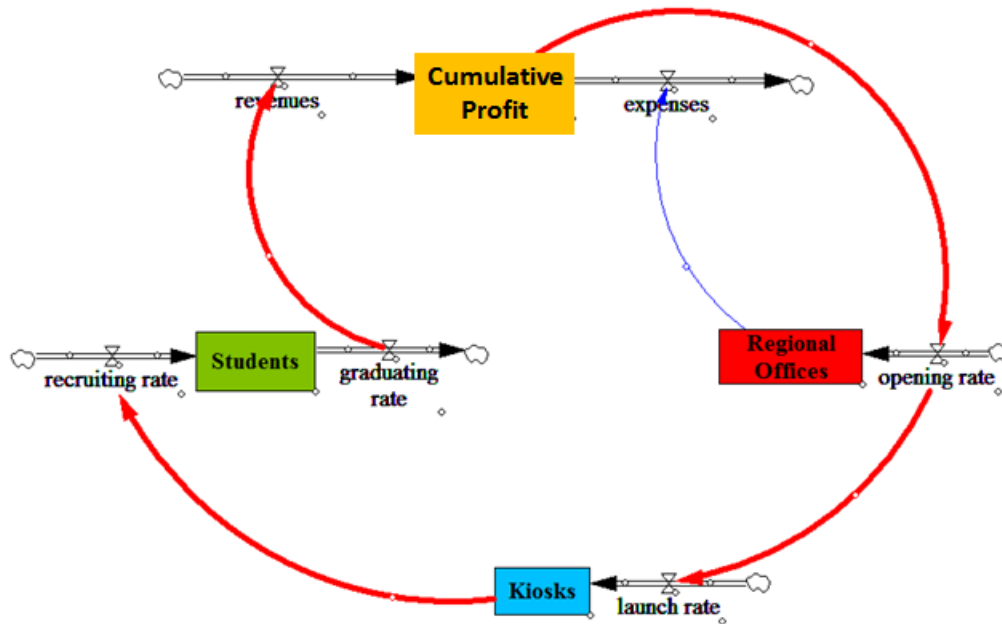 revenues
Cumulative
Profit
expenses
recruiting rate
Students
graduating
rate
Regional
Offices
opening rate
Kiosks
launch rate